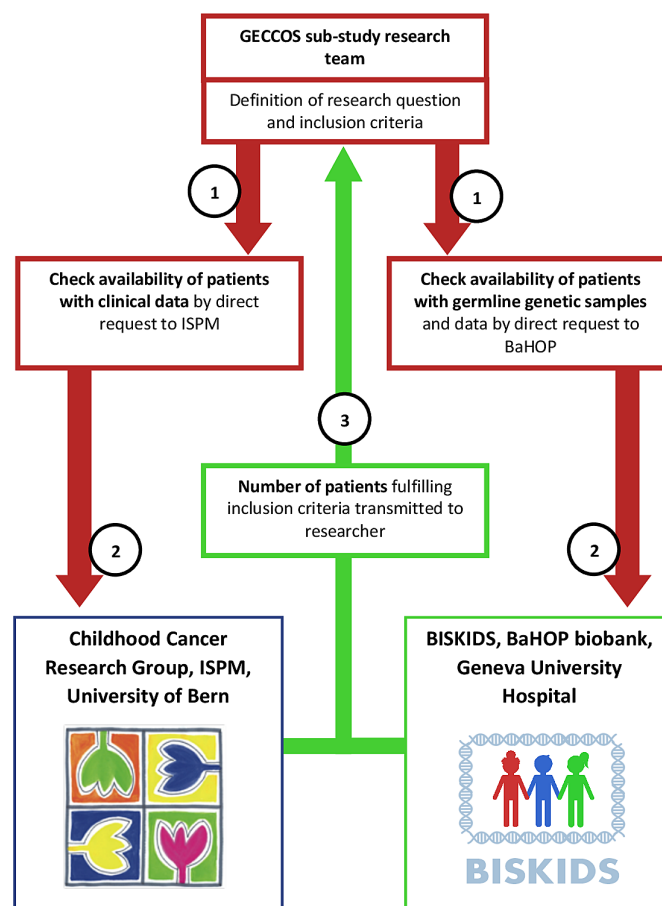 GECCOS sub-study research
team
Definition of research question
and inclusion criteria
1
1
Check availability of patients
with clinical data by direct
request to ISPM
Check availability of patients
with germline genetic samples
and data by direct request to
BaHOP
3
Number of patients fulfilling
inclusion criteria transmitted to
researcher
2
2
Childhood Cancer
Research Group, ISPM,
University of Bern
BISKIDS, BaHOP biobank,
Geneva University
Hospital
BISKIDS